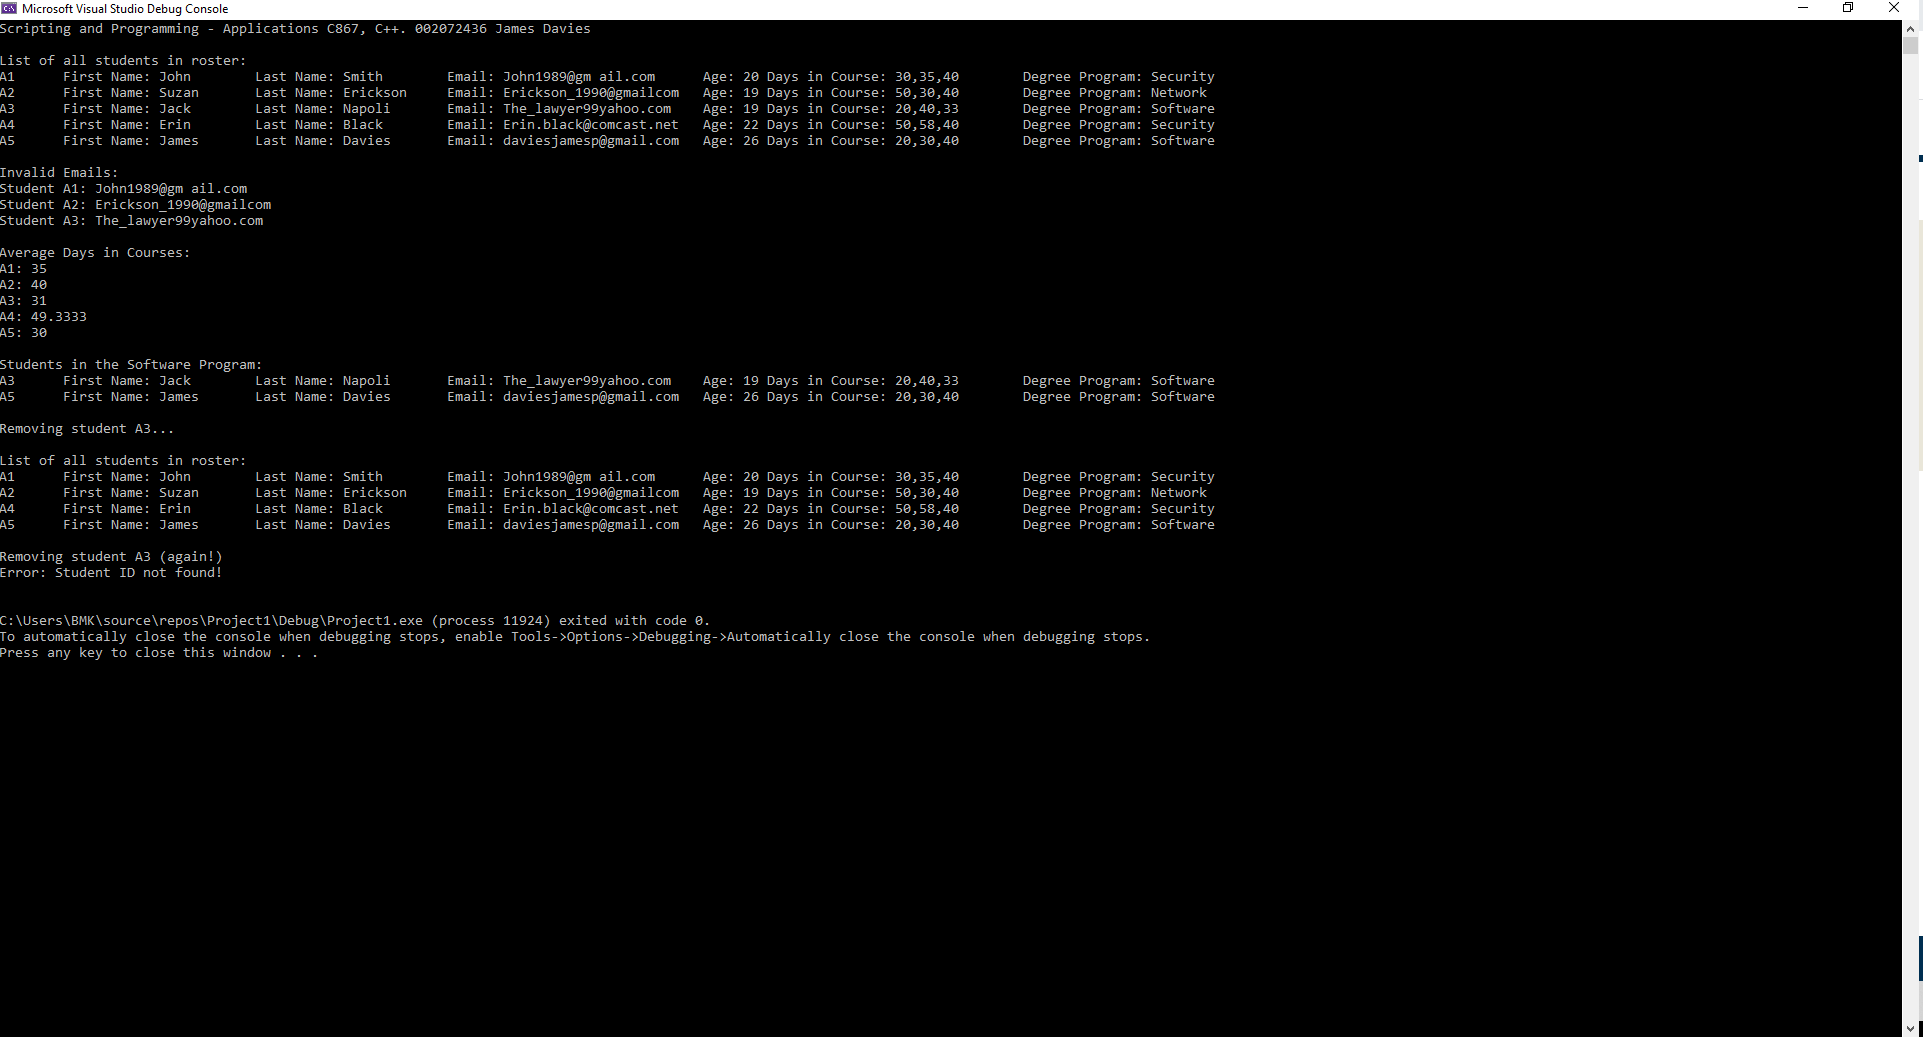 Microsoft Visual Studio Debug Console
Scripting and Programming - Applications C867, C++. 002072436 James Davies
List of all students in roster:
A1 First Name: John Last Name: Smith Email: John1989@gm ail.com Age: 20 Days in Course: 30,35,40 Degree Program: Security
A2 First Name: Suzan Last Name: Erickson Email: Erickson_1990@gmailcom Age: 19 Days in Course: 50,30,40 Degree Program: Network
A3 First Name: Jack Last Name: Napoli Email: The_lawyer99yahoo.com Age: 19 Days in Course: 20,40,33 Degree Program: Software
A4 First Name: Erin Last Name: Black Email: Erin.black@comcast.net Age: 22 Days in Course: 50,58,40 Degree Program: Security
A5 First Name: James Last Name: Davies Email: daviesjamesp@gmail.com Age: 26 Days in Course: 20,30,40 Degree Program: Software
Invalid Emails:
Student A1: John1989@gm ail.com
Student A2: Erickson_1990@gmailcom
Student A3: The_lawyer99yahoo.com
Average Days in Courses:
A1: 35
A2: 40
A3: 31
A4: 49.3333
A5: 30
Students in the Software Program:
A3 First Name: Jack Last Name: Napoli Email: The_lawyer99yahoo.com Age: 19 Days in Course: 20,40,33 Degree Program: Software
A5 First Name: James Last Name: Davies Email: daviesjamesp@gmail.com Age: 26 Days in Course: 20,30,40 Degree Program: Software
Removing student A3...
List of all students in roster:
A1 First Name: John Last Name: Smith Email: John1989@gm ail.com Age: 20 Days in Course: 30,35,40 Degree Program: Security
A2 First Name: Suzan Last Name: Erickson Email: Erickson_1990@gmailcom Age: 19 Days in Course: 50,30,40 Degree Program: Network
A4 First Name: Erin Last Name: Black Email: Erin.black@comcast.net Age: 22 Days in Course: 50,58,40 Degree Program: Security
A5 First Name: James Last Name: Davies Email: daviesjamesp@gmail.com Age: 26 Days in Course: 20,30,40 Degree Program: Software
Removing student A3 (again!)
Error: Student ID not found!
C:\Users\BMK\source\repos\Project1\Debug\Project1.exe (process 11924) exited with code 0.
To automatically close the console when debugging stops, enable Tools->Options->Debugging->Automatically close the console when debugging stops.
Press any key to close this window . . .